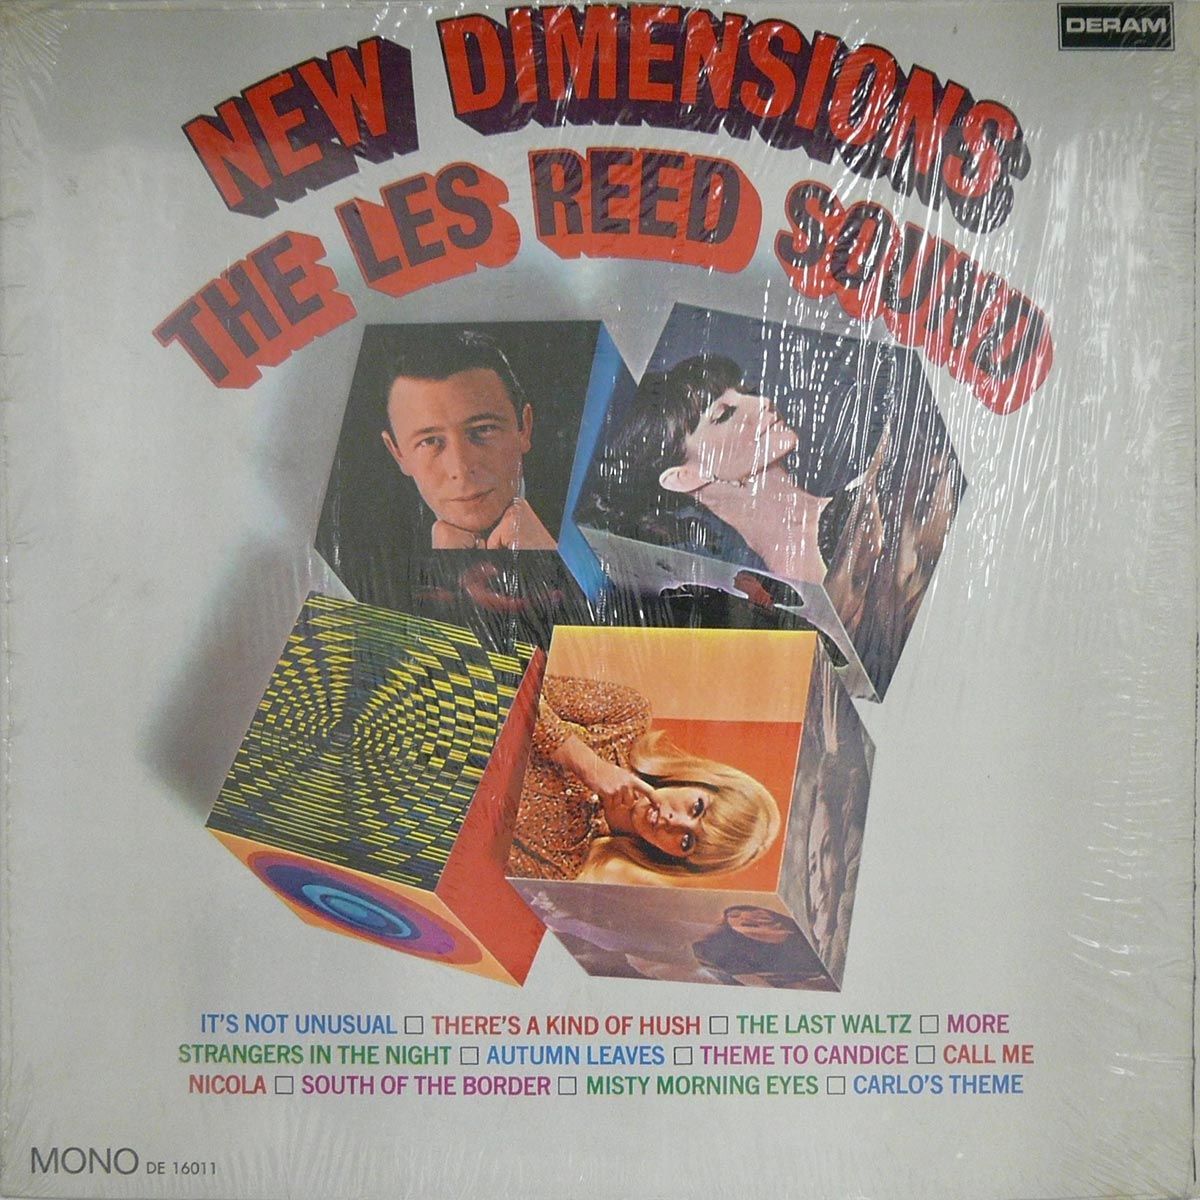 DERAM
NEW DIMENSIONS
THE LES REED SOUND
IT'S NOT UNUSUAL □ THERE'S A KIND OF HUSH □ THE LAST WALTZ □ MORE
STRANGERS IN THE NIGHT □ AUTUMN LEAVES □ THEME TO CANDICE □ CALL ME
NICOLA □ SOUTH OF THE BORDER □ MISTY MORNING EYES □ CARLO'S THEME
MONO DE 16011